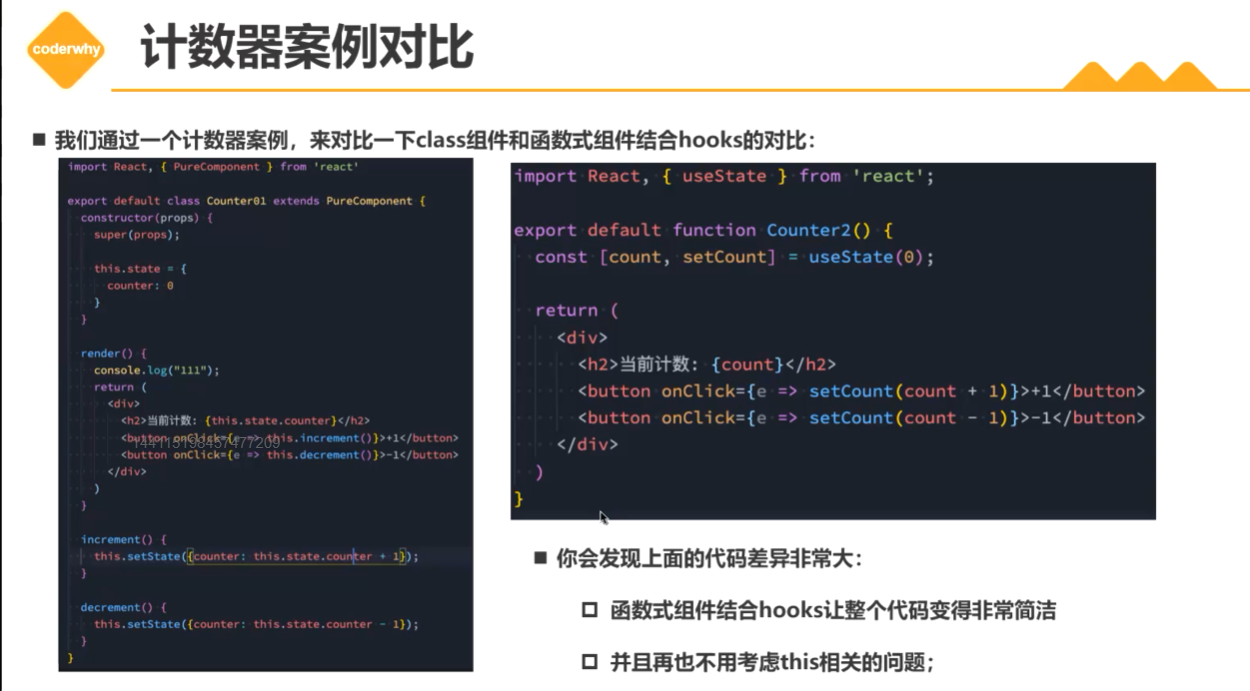 coderwhy
计数器案例对比
■ 我们通过一个计数器案例，来对比一下class组件和函数式组件结合hooks的对比：
import React, { PureComponent } from 'react'
export default class Counter01 extends PureComponent {
constructor(props) {
super(props);
this.state = {
counter: 0
}
}
render() {
console.log("111");
return (
<div>
<h2>当前计数: {this.state.counter}</h2>
<button onClick={e => this.increment()}>+1</button>
144115198457477209
<button onClick={e => this.decrement()}>-1</button>
</div>
)
}
increment() {
this.setState({counter: this.state.counter + 1});
}
decrement() {
this.setState({counter: this.state.counter - 1});
}
}
import React, { useState } from 'react';
export default function Counter2() {
const [count, setCount] = useState(0);
return (
<div>
<h2>当前计数: {count}</h2>
<button onClick={e => setCount(count + 1)}>+1</button>
<button onClick={e => setCount(count - 1)}>-1</button>
</div>
)
}
■ 你会发现上面的代码差异非常大：
□ 函数式组件结合hooks让整个代码变得非常简洁
□ 并且再也不用考虑this相关的问题；